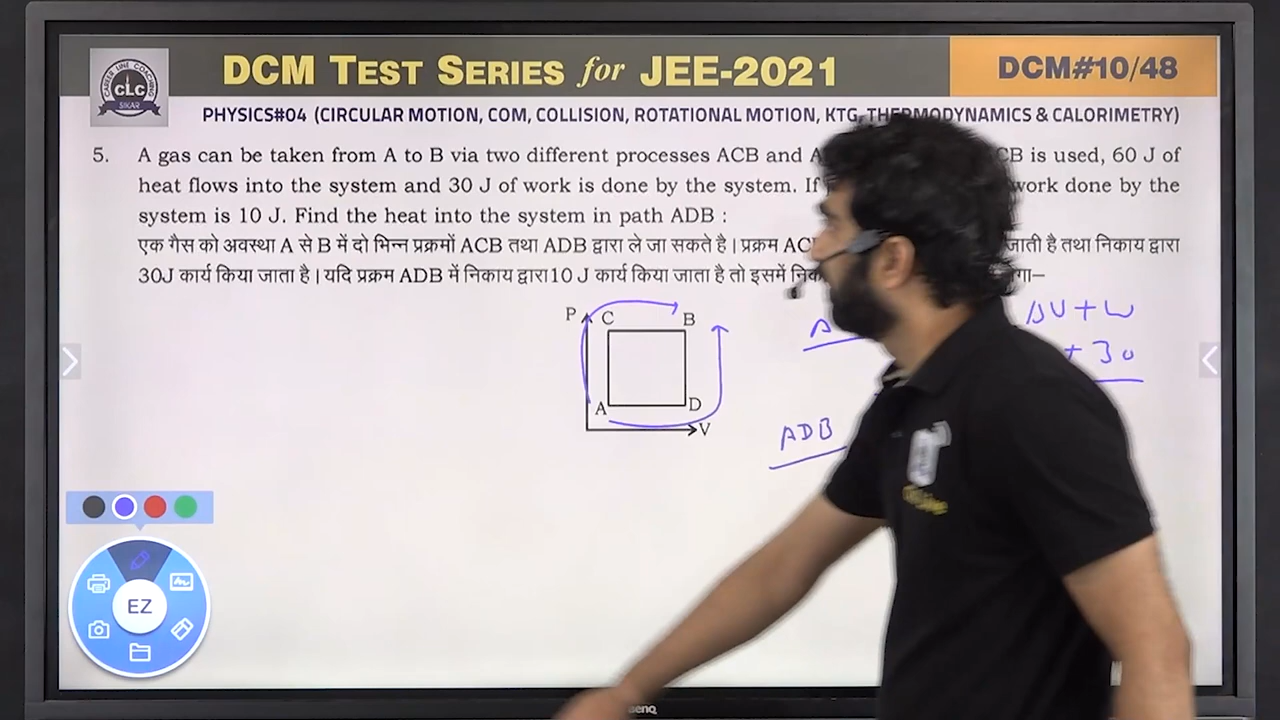 DCM TEST SERIES for JEE-2021
DCM#10/48
CAREER LINE COACHING
CLC
SIKAR
PHYSICS#04 (CIRCULAR MOTION, COM, COLLISION, ROTATIONAL MOTION, KTG, THERMODYNAMICS & CALORIMETRY)
5. A gas can be taken from A to B via two different processes ACB and A CB is used, 60 J of
heat flows into the system and 30 J of work is done by the system. If work done by the
system is 10 J. Find the heat into the system in path ADB :
एक गैस को अवस्था A से B में दो भिन्न प्रक्रमों ACB तथा ADB द्वारा ले जा सकते है। प्रक्रम AC जाती है तथा निकाय द्वारा
30J कार्य किया जाता है। यदि प्रक्रम ADB में निकाय द्वारा10 J कार्य किया जाता है तो इसमें
P C B
A D
V
A ΔU + W
+ 30
ADB
EZ
BenQ